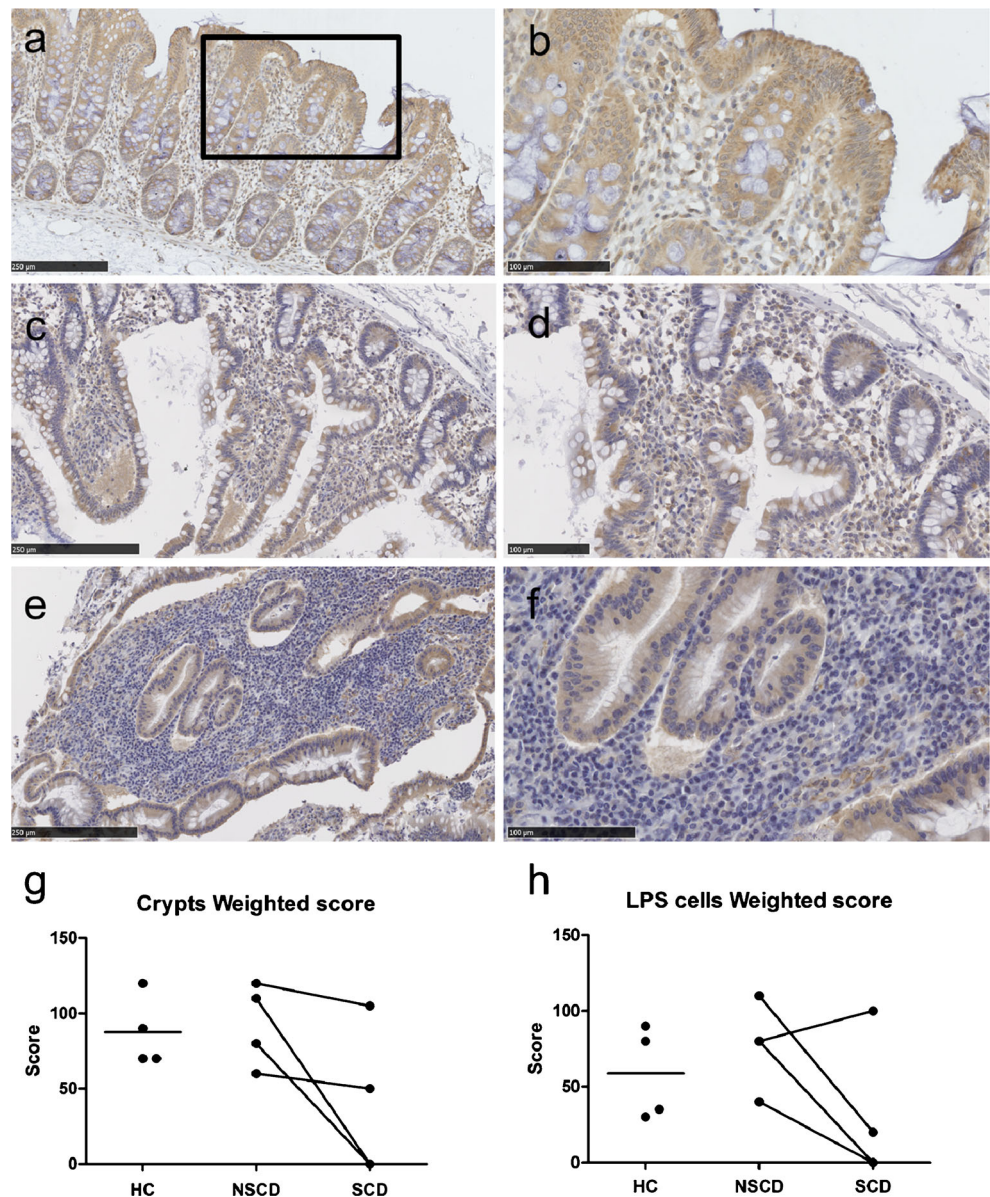 a
b
250 µm
100 µm
c
d
250 µm
100 µm
e
f
250 µm
100 µm
g
Crypts Weighted score
150
100
50
0
Score
HC NSCD SCD
h
LPS cells Weighted score
150
100
50
0
Score
HC NSCD SCD